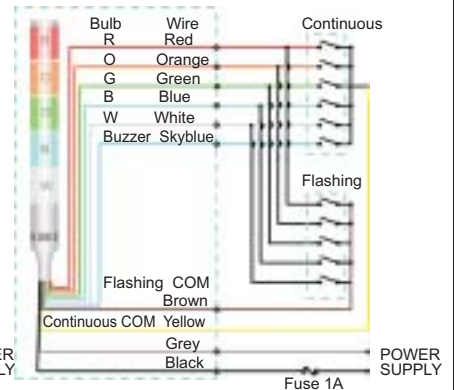 Bulb Wire Continuous
R Red
O Orange
G Green
B Blue
W White
Buzzer Skyblue
Flashing
Flashing COM
Brown
Continuous COM Yellow
Grey
Black
ER
LY
POWER
SUPPLY
Fuse 1A